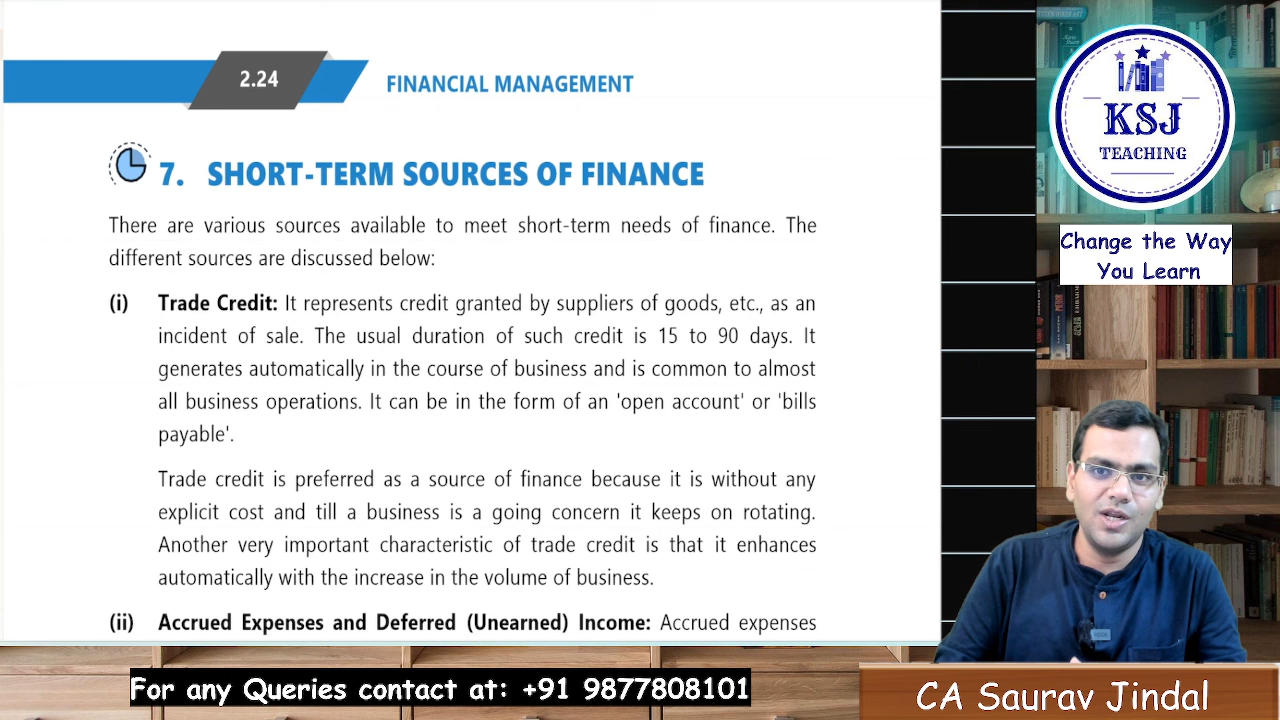 2.24
FINANCIAL MANAGEMENT
7. SHORT-TERM SOURCES OF FINANCE
There are various sources available to meet short-term needs of finance. The
different sources are discussed below:
(i) Trade Credit: It represents credit granted by suppliers of goods, etc., as an
incident of sale. The usual duration of such credit is 15 to 90 days. It
generates automatically in the course of business and is common to almost
all business operations. It can be in the form of an 'open account' or 'bills
payable'.
Trade credit is preferred as a source of finance because it is without any
explicit cost and till a business is a going concern it keeps on rotating.
Another very important characteristic of trade credit is that it enhances
automatically with the increase in the volume of business.
(ii) Accrued Expenses and Deferred (Unearned) Income: Accrued expenses
KSJ
TEACHING
Change the Way
You Learn
For any Queries contact at: +91 9877808101
CA Saurav Jindal